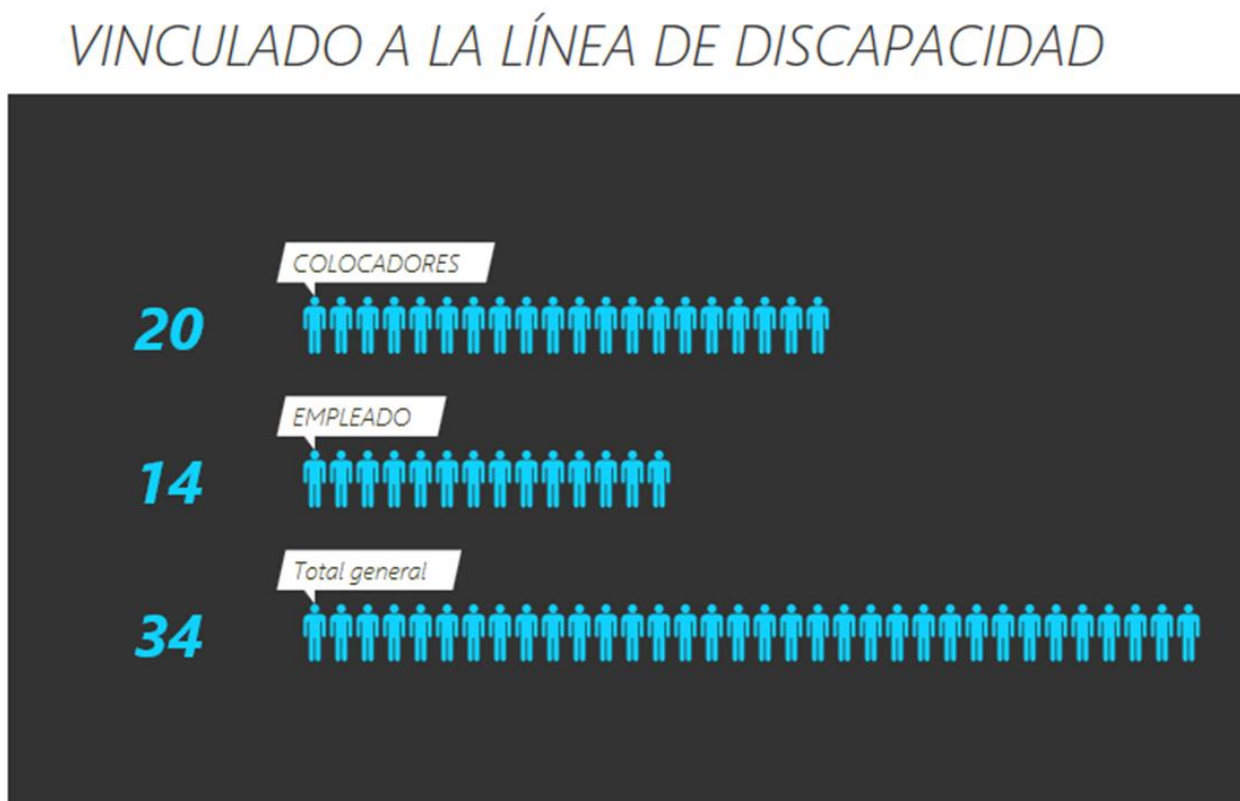 VINCULADO A LA LÍNEA DE DISCAPACIDAD
COLOCADORES
20
EMPLEADO
14
Total general
34